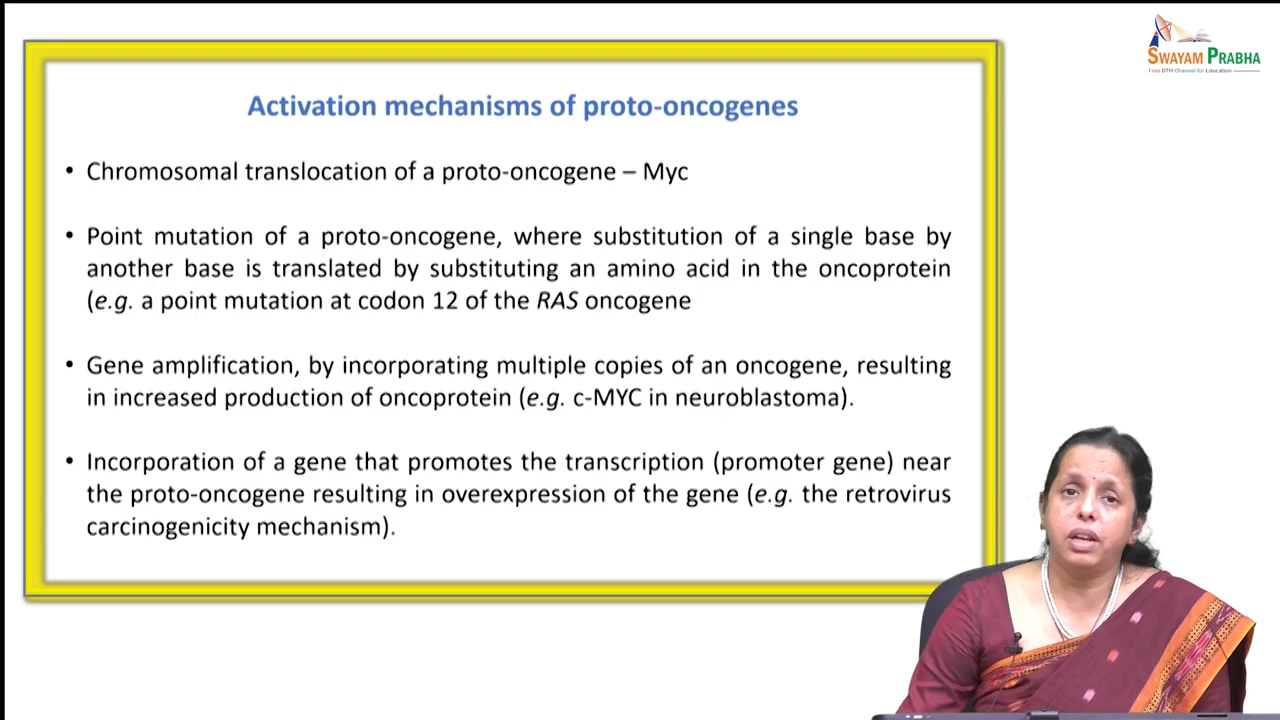 SWAYAM PRABHA
Free DTH Channel for Education
Activation mechanisms of proto-oncogenes
• Chromosomal translocation of a proto-oncogene – Myc
• Point mutation of a proto-oncogene, where substitution of a single base by
another base is translated by substituting an amino acid in the oncoprotein
(e.g. a point mutation at codon 12 of the RAS oncogene
• Gene amplification, by incorporating multiple copies of an oncogene, resulting
in increased production of oncoprotein (e.g. c-MYC in neuroblastoma).
• Incorporation of a gene that promotes the transcription (promoter gene) near
the proto-oncogene resulting in overexpression of the gene (e.g. the retrovirus
carcinogenicity mechanism).